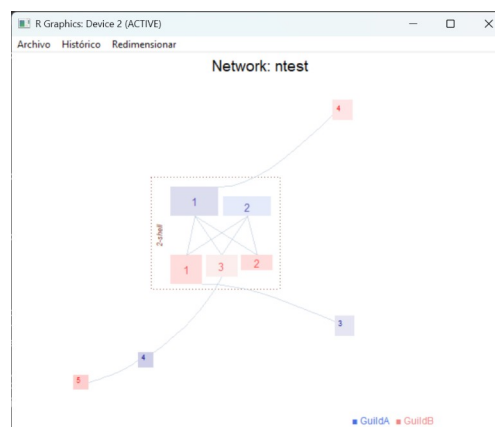 R Graphics: Device 2 (ACTIVE)
Archivo Histórico Redimensionar
Network: ntest
4
1 2
2-shell
1 3 2
3
4
5
GuildA GuildB